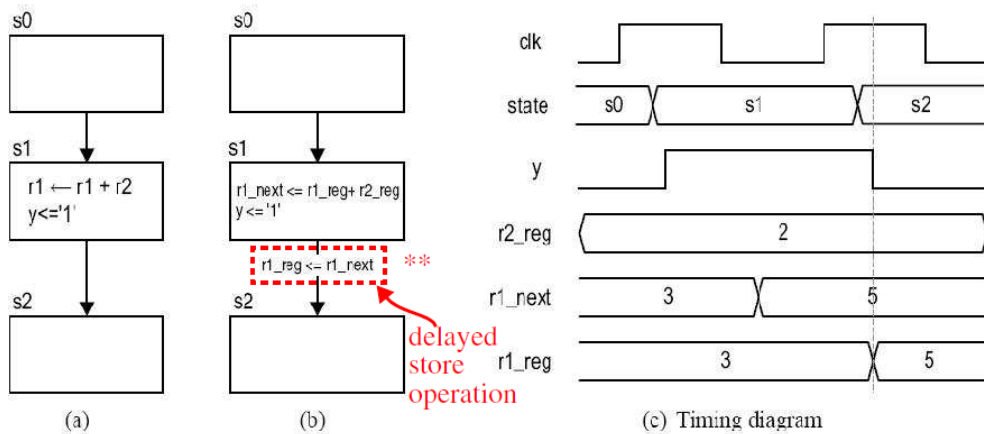 s0
s1
r1 ← r1 + r2
y<='1'
s2
(a)
s0
s1
r1_next <= r1_reg+ r2_reg
y <= '1'
r1_reg <= r1_next
**
s2
delayed
store
operation
(b)
clk
state
s0
s1
s2
y
r2_reg
2
r1_next
3
5
r1_reg
3
5
(c) Timing diagram